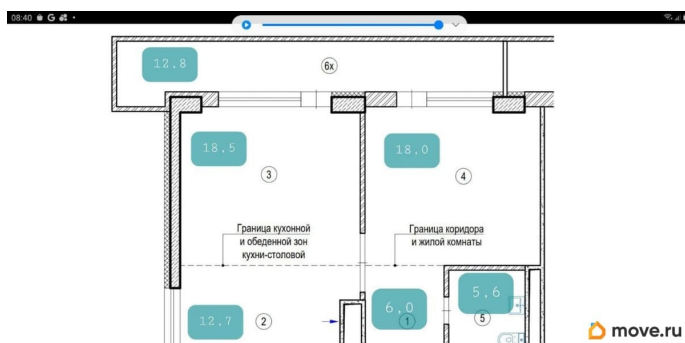 08:40 G
12,8
6х
18,5
18,0
3
4
Граница кухонной
и обеденной зон
кухни-столовой
Граница коридора
и жилой комнаты
5,6
6,0
12,7
2
1
5
move.ru